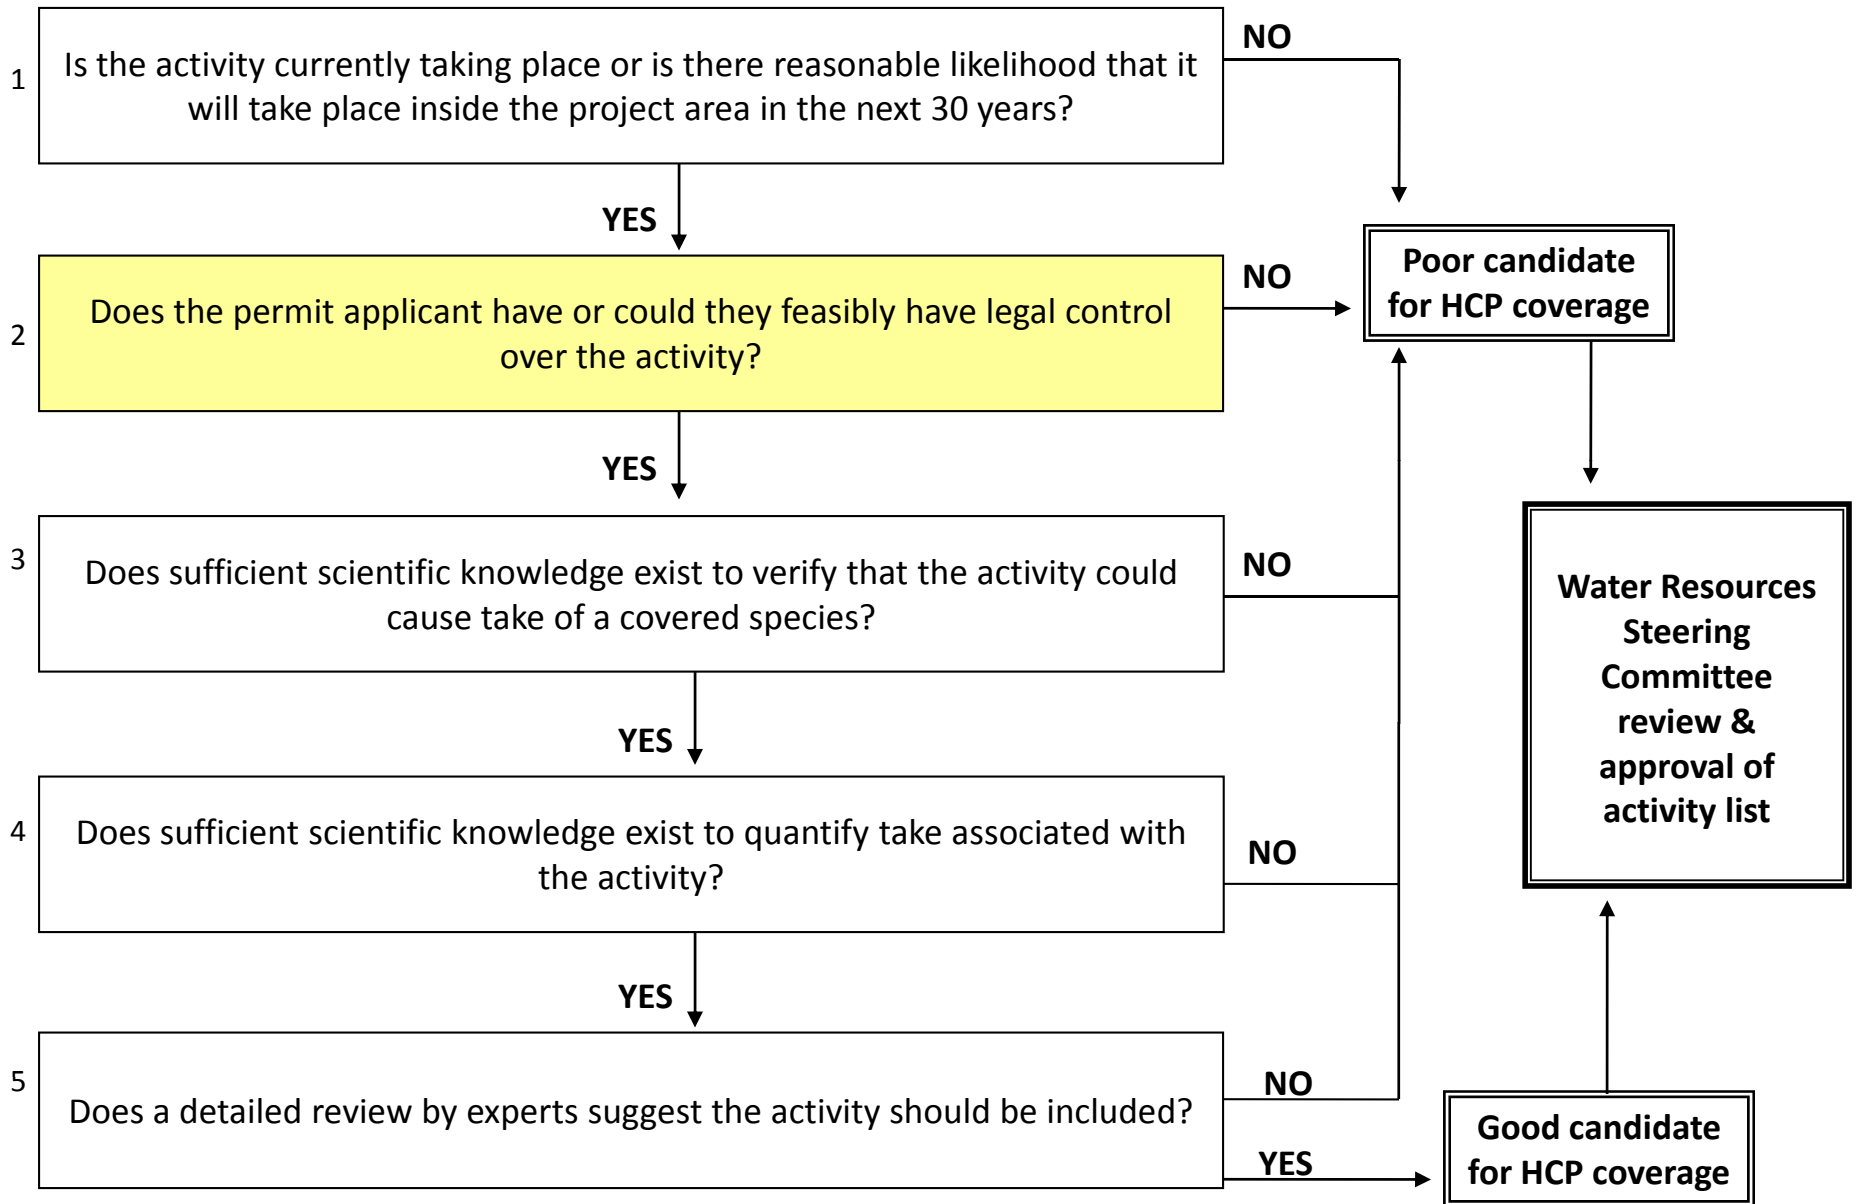 1
Is the activity currently taking place or is there reasonable likelihood that it
will take place inside the project area in the next 30 years?
NO
YES
2
Does the permit applicant have or could they feasibly have legal control
over the activity?
NO
Poor candidate
for HCP coverage
YES
3
Does sufficient scientific knowledge exist to verify that the activity could
cause take of a covered species?
NO
Water Resources
Steering
Committee
review &
approval of
activity list
YES
4
Does sufficient scientific knowledge exist to quantify take associated with
the activity?
NO
YES
5
Does a detailed review by experts suggest the activity should be included?
NO
YES
Good candidate
for HCP coverage